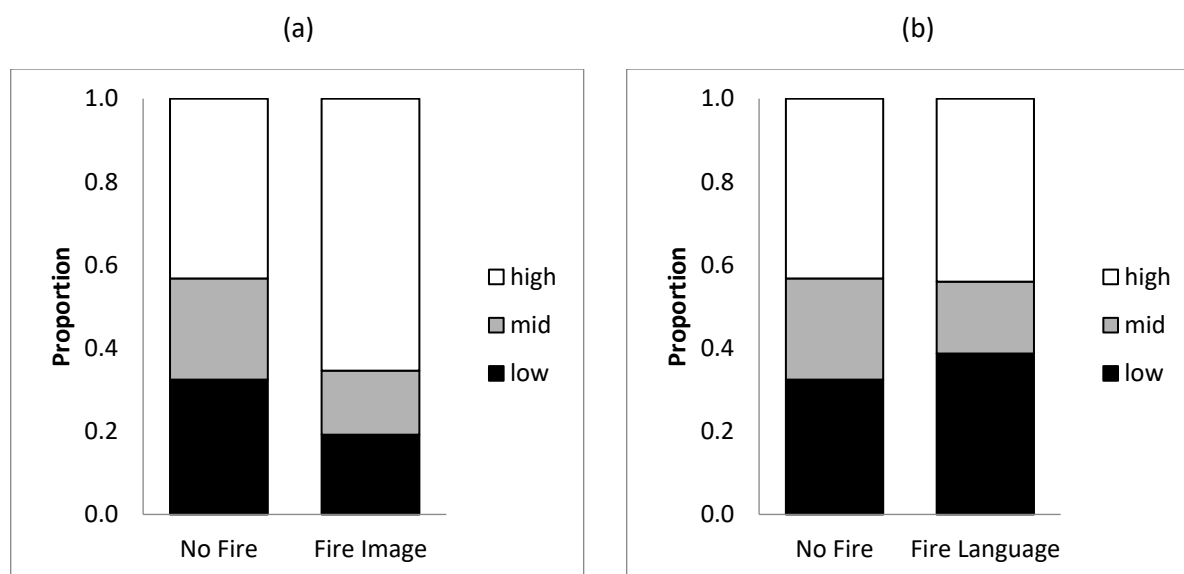 (a)
1.0
0.8
0.6
0.4
0.2
0.0
Proportion
No Fire
Fire Image
high
mid
low
(b)
1.0
0.8
0.6
0.4
0.2
0.0
Proportion
No Fire
Fire Language
high
mid
low